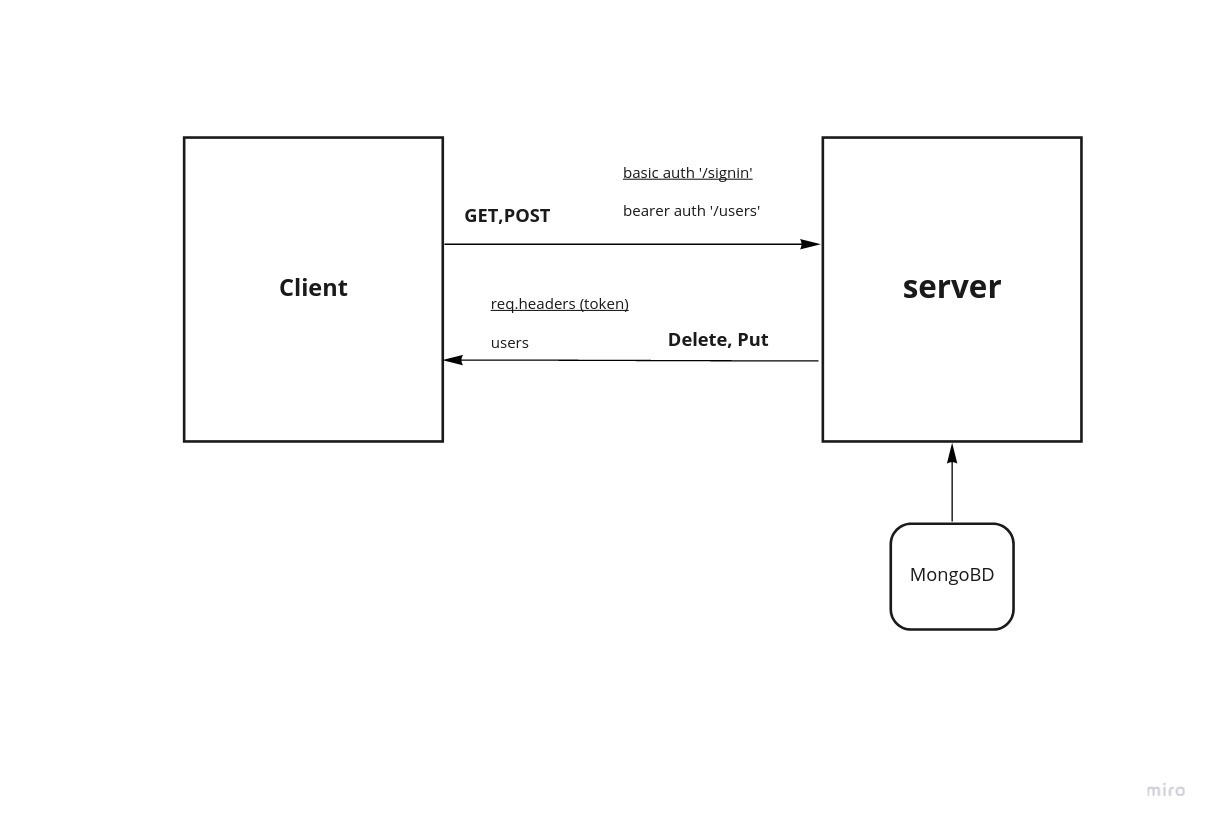 basic auth '/signin'
GET,POST
bearer auth '/users'
Client
server
req.headers (token)
users
Delete, Put
MongoBD
miro